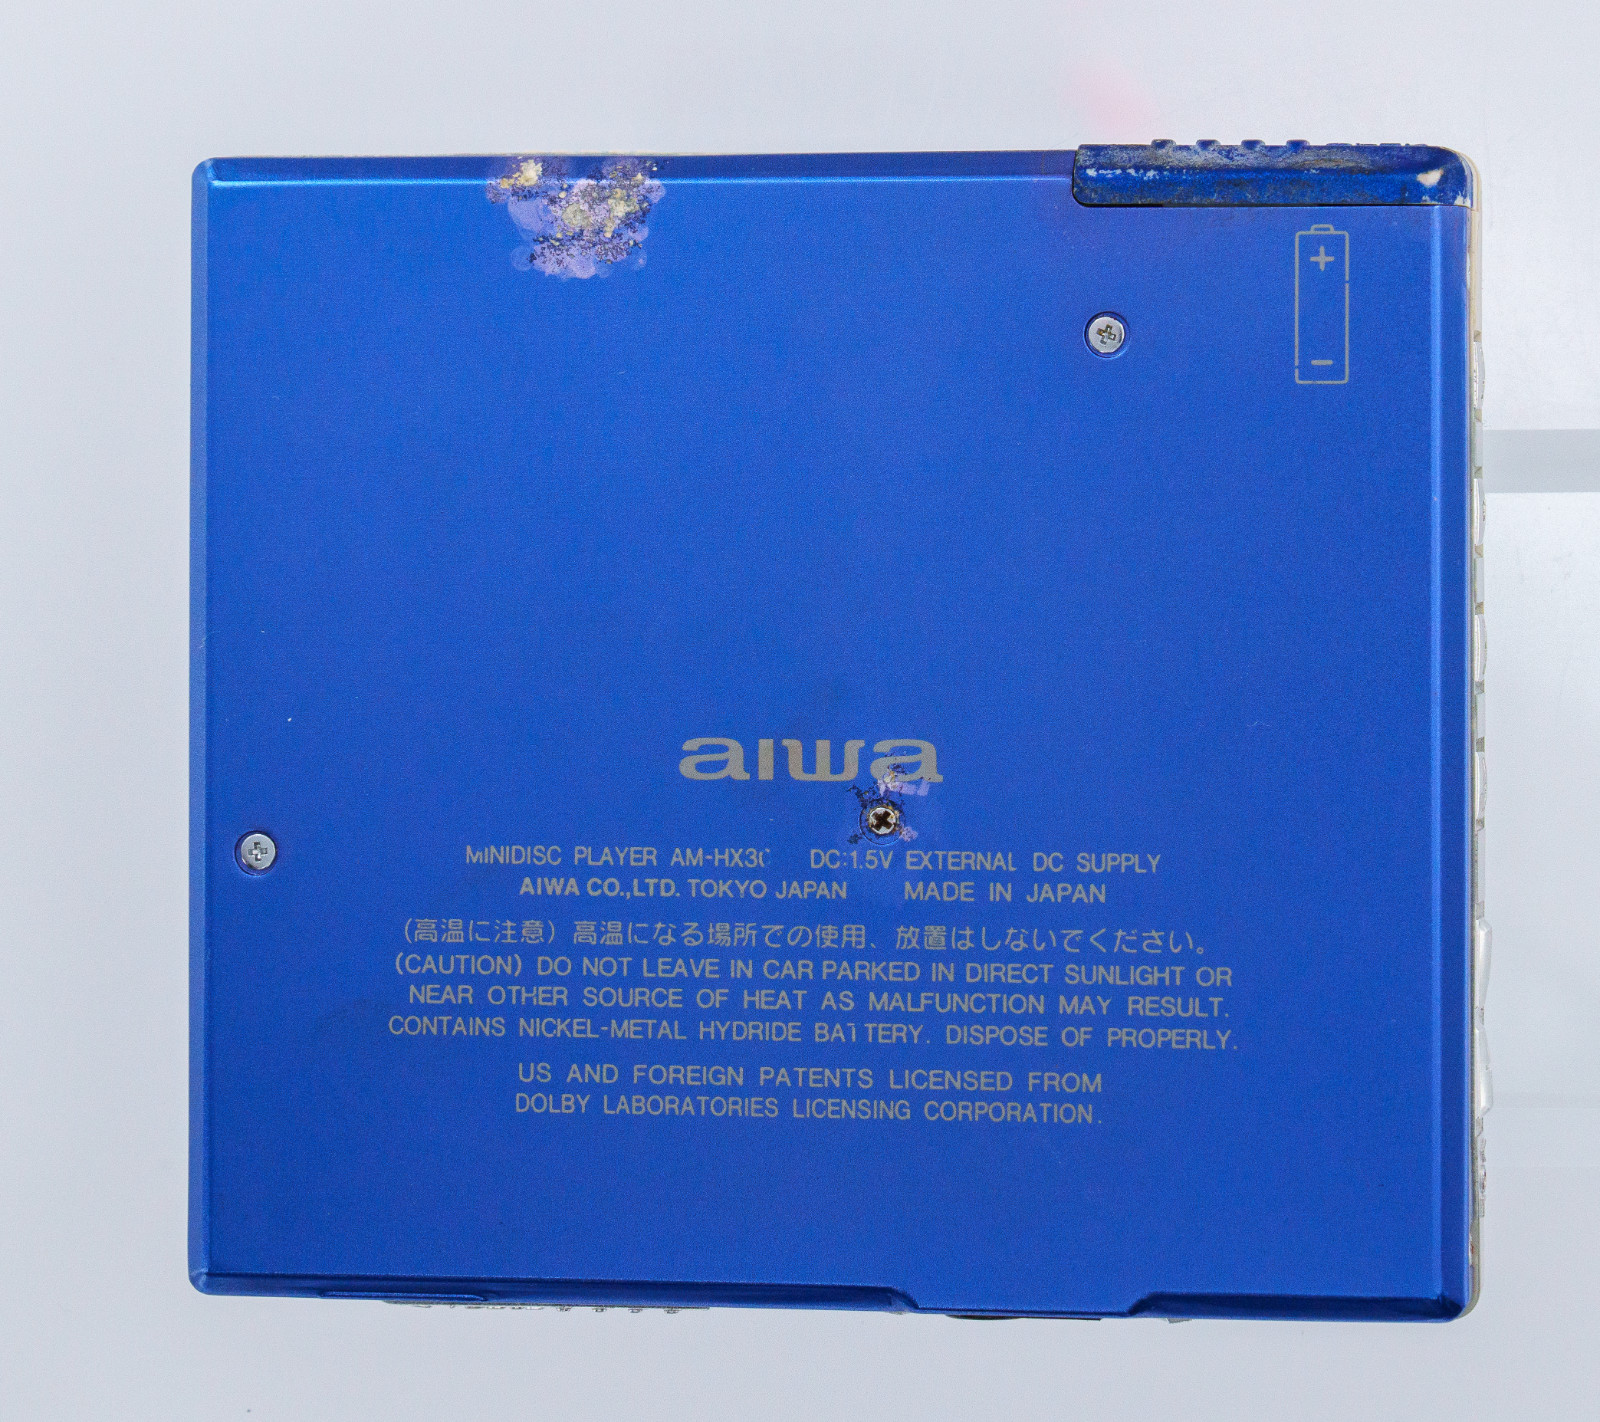 +
-
aiwa
MINIDISC PLAYER AM-HX30 DC:1.5V EXTERNAL DC SUPPLY
AIWA CO.,LTD. TOKYO JAPAN MADE IN JAPAN
(高温に注意) 高温になる場所での使用、放置はしないでください。
(CAUTION) DO NOT LEAVE IN CAR PARKED IN DIRECT SUNLIGHT OR
NEAR OTHER SOURCE OF HEAT AS MALFUNCTION MAY RESULT.
CONTAINS NICKEL-METAL HYDRIDE BATTERY. DISPOSE OF PROPERLY.
US AND FOREIGN PATENTS LICENSED FROM
DOLBY LABORATORIES LICENSING CORPORATION.